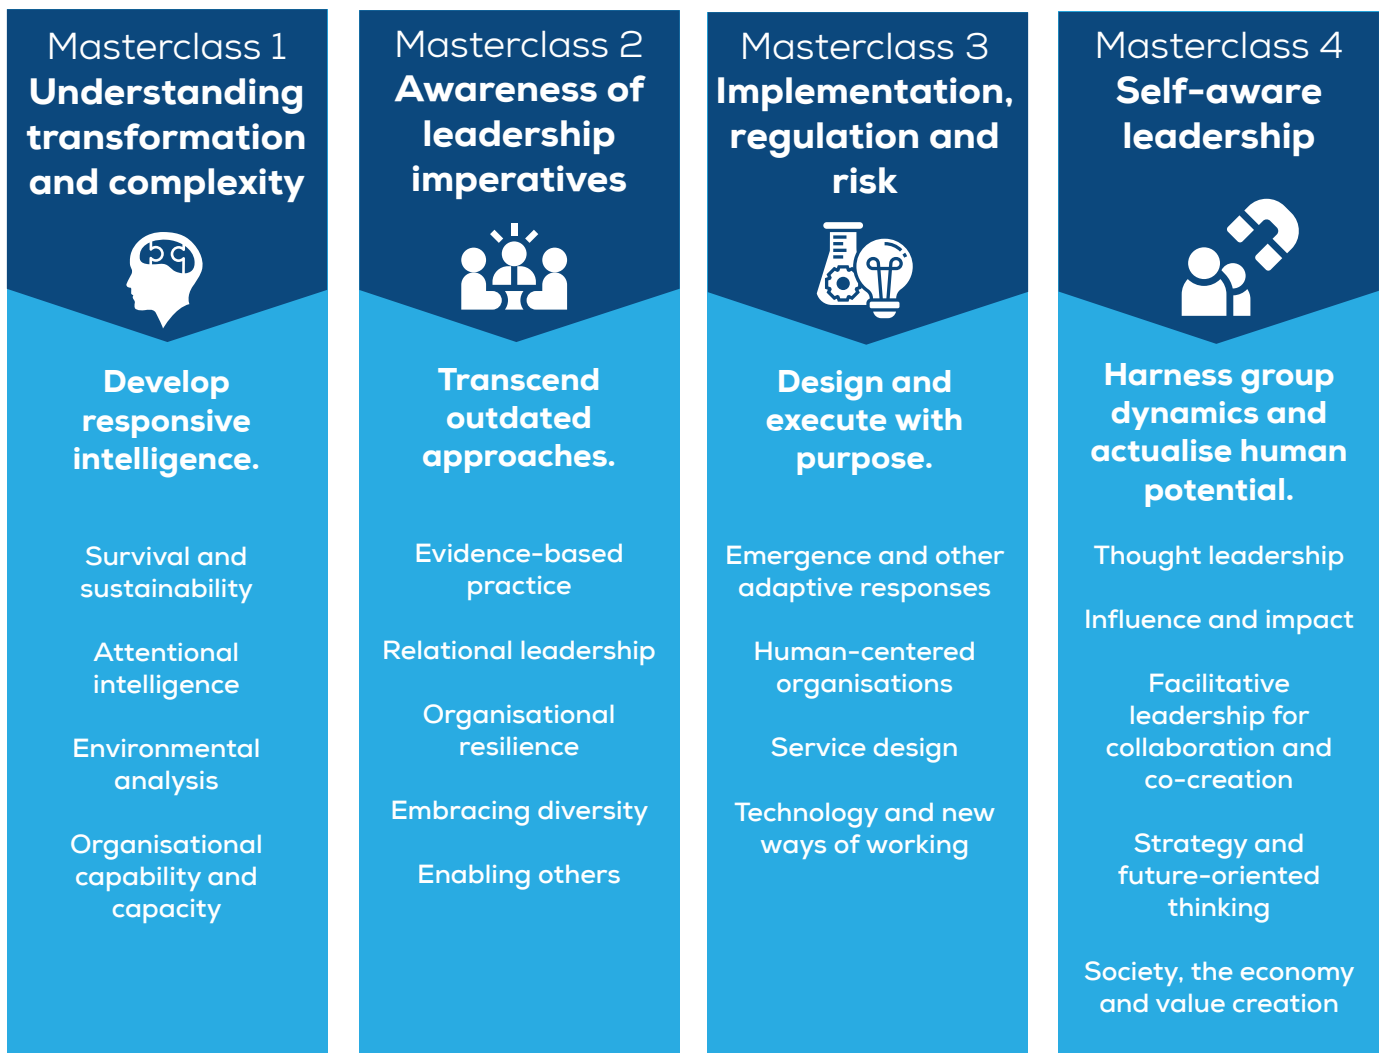 Masterclass 1
Understanding
transformation
and complexity
Develop
responsive
intelligence.
Survival and
sustainability
Attentional
intelligence
Environmental
analysis
Organisational
capability and
capacity
Masterclass 2
Awareness of
leadership
imperatives
Transcend
outdated
approaches.
Evidence-based
practice
Relational leadership
Organisational
resilience
Embracing diversity
Enabling others
Masterclass 3
Implementation,
regulation and
risk
Design and
execute with
purpose.
Emergence and other
adaptive responses
Human-centered
organisations
Service design
Technology and new
ways of working
Masterclass 4
Self-aware
leadership
Harness group
dynamics and
actualise human
potential.
Thought leadership
Influence and impact
Facilitative
leadership for
collaboration and
co-creation
Strategy and
future-oriented
thinking
Society, the economy
and value creation